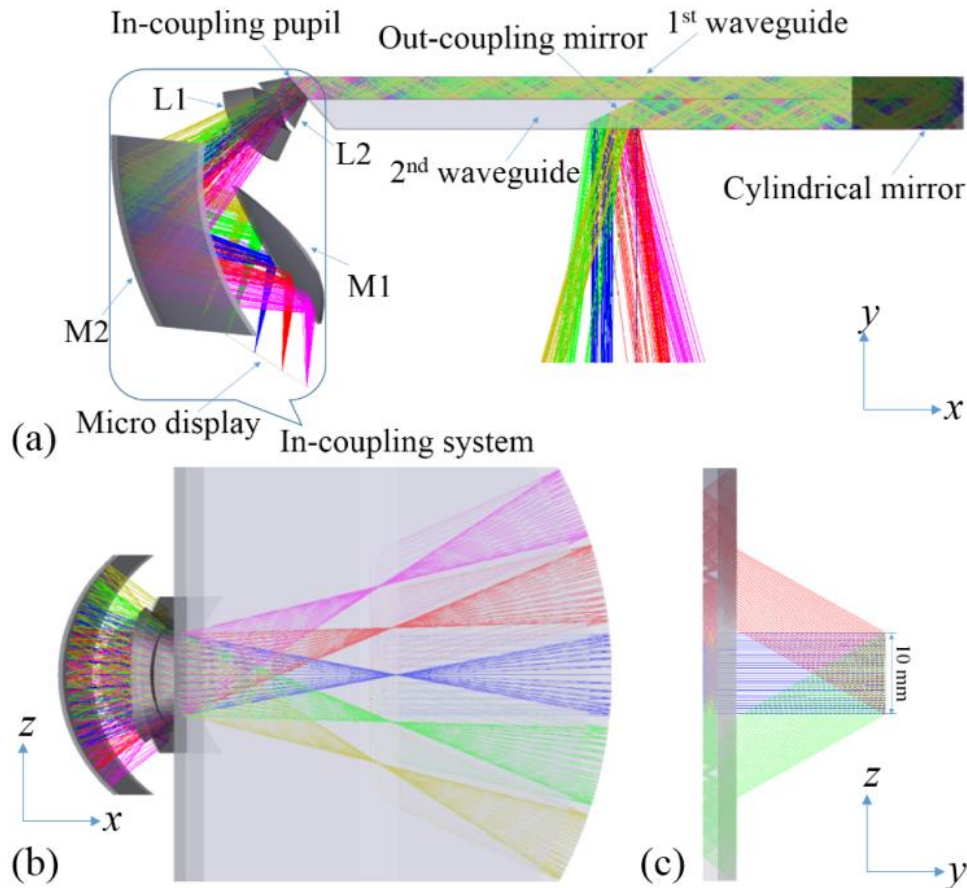 In-coupling pupil
1st waveguide
Out-coupling mirror
L1
L2
2nd waveguide
Cylindrical mirror
M1
M2
y
x
Micro display
(a)
In-coupling system
10 mm
z
x
(b)
z
y
(c)